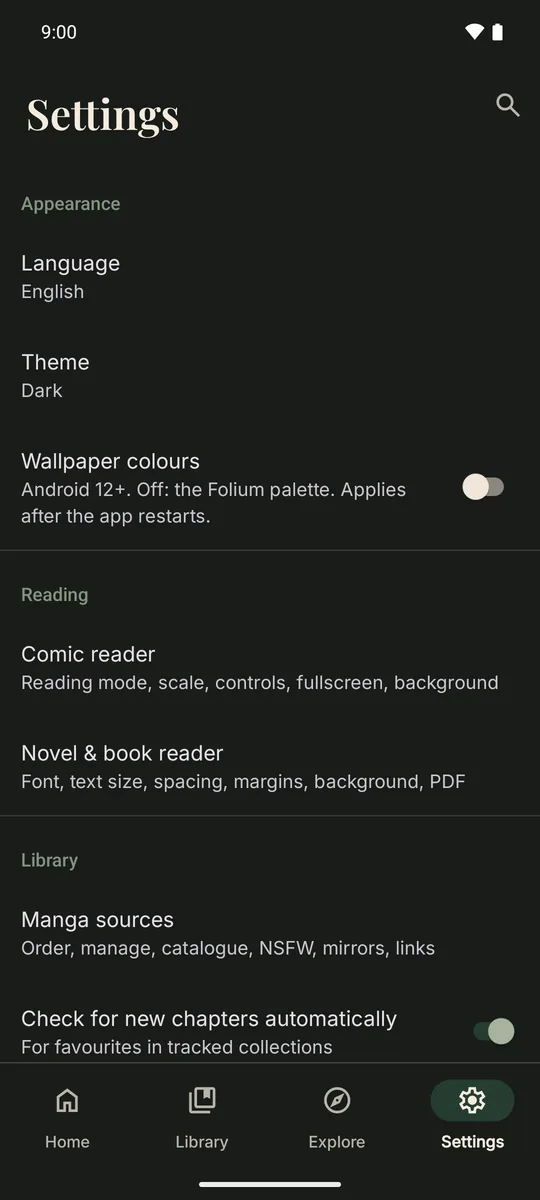 9:00
Settings
Appearance
Language
English
Theme
Dark
Wallpaper colours
Android 12+. Off: the Folium palette. Applies
after the app restarts.
Reading
Comic reader
Reading mode, scale, controls, fullscreen, background
Novel & book reader
Font, text size, spacing, margins, background, PDF
Library
Manga sources
Order, manage, catalogue, NSFW, mirrors, links
Check for new chapters automatically
For favourites in tracked collections
Home
Library
Explore
Settings